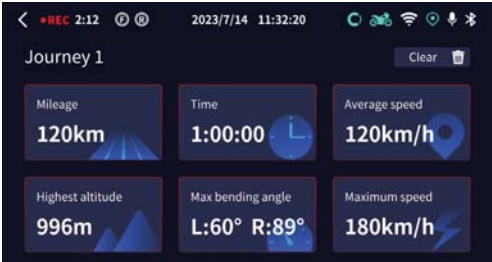 REC 2:12 F R 2023/7/14 11:32:20
Journey 1 Clear
Mileage Time Average speed
120km 1:00:00 120km/h
Highest altitude Max bending angle Maximum speed
996m L:60° R:89° 180km/h